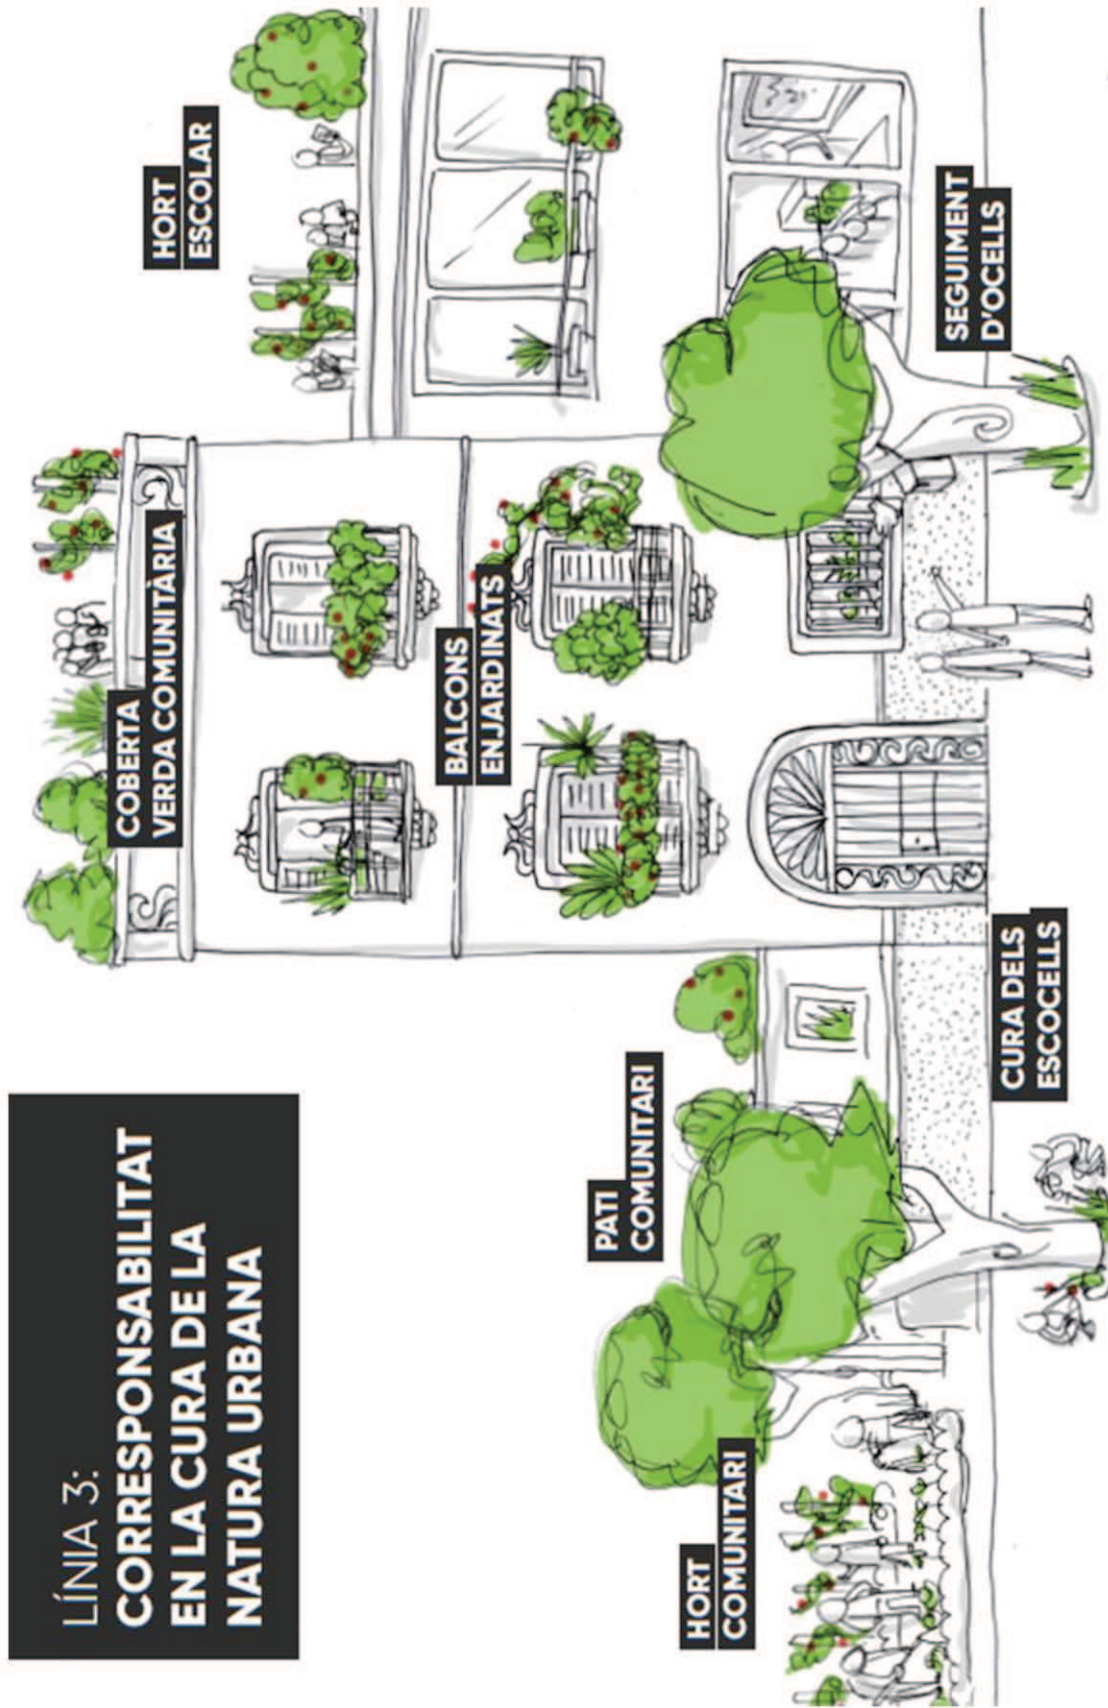 LÍNIA 3:
CORRESPONSABILITAT
EN LA CURA DE LA
NATURA URBANA
COBERTA
VERDA COMUNITÀRIA
HORT
ESCOLAR
BALCONS
ENJARDINATS
PATI
COMUNITARI
HORT
COMUNITARI
CURA DELS
ESCOCELLS
SEGUIMENT
D'OCELLS